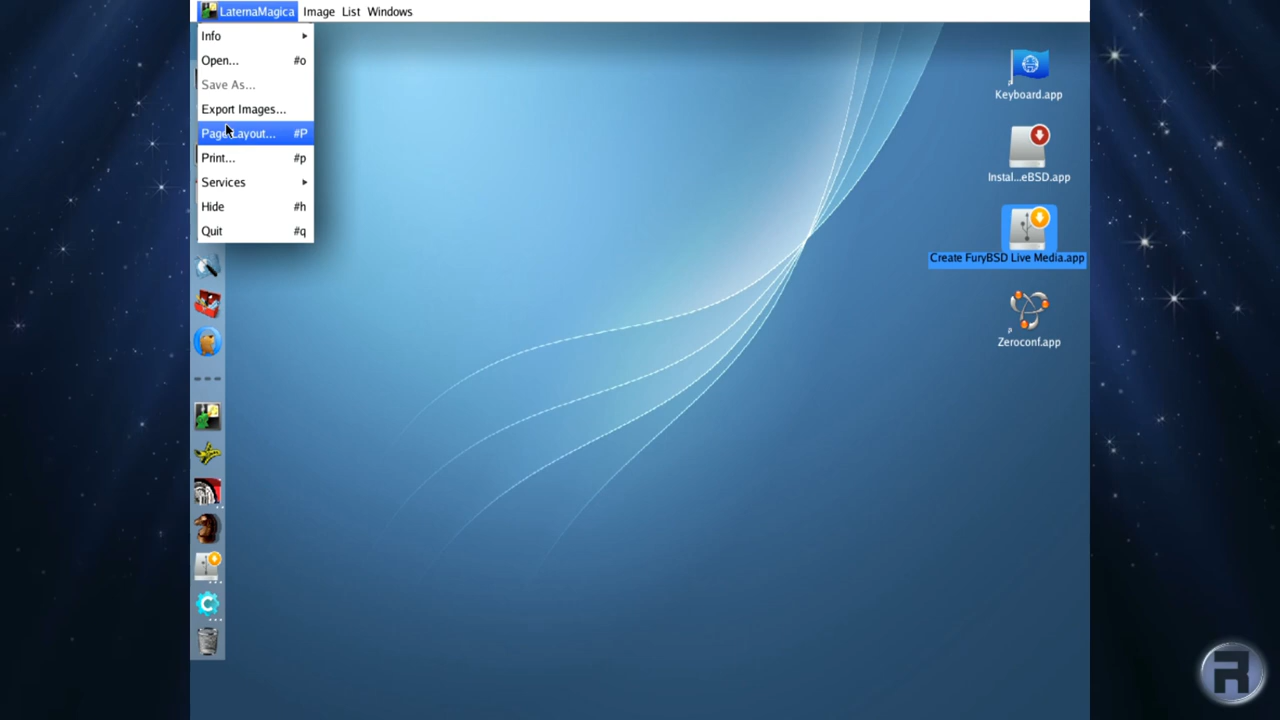 LaternaMagica Image List Windows
Info
Open... #o
Save As...
Export Images...
Page Layout... #P
Print... #p
Services
Hide #h
Quit #q
Keyboard.app
Instal...eBSD.app
Create FuryBSD Live Media.app
Zeroconf.app